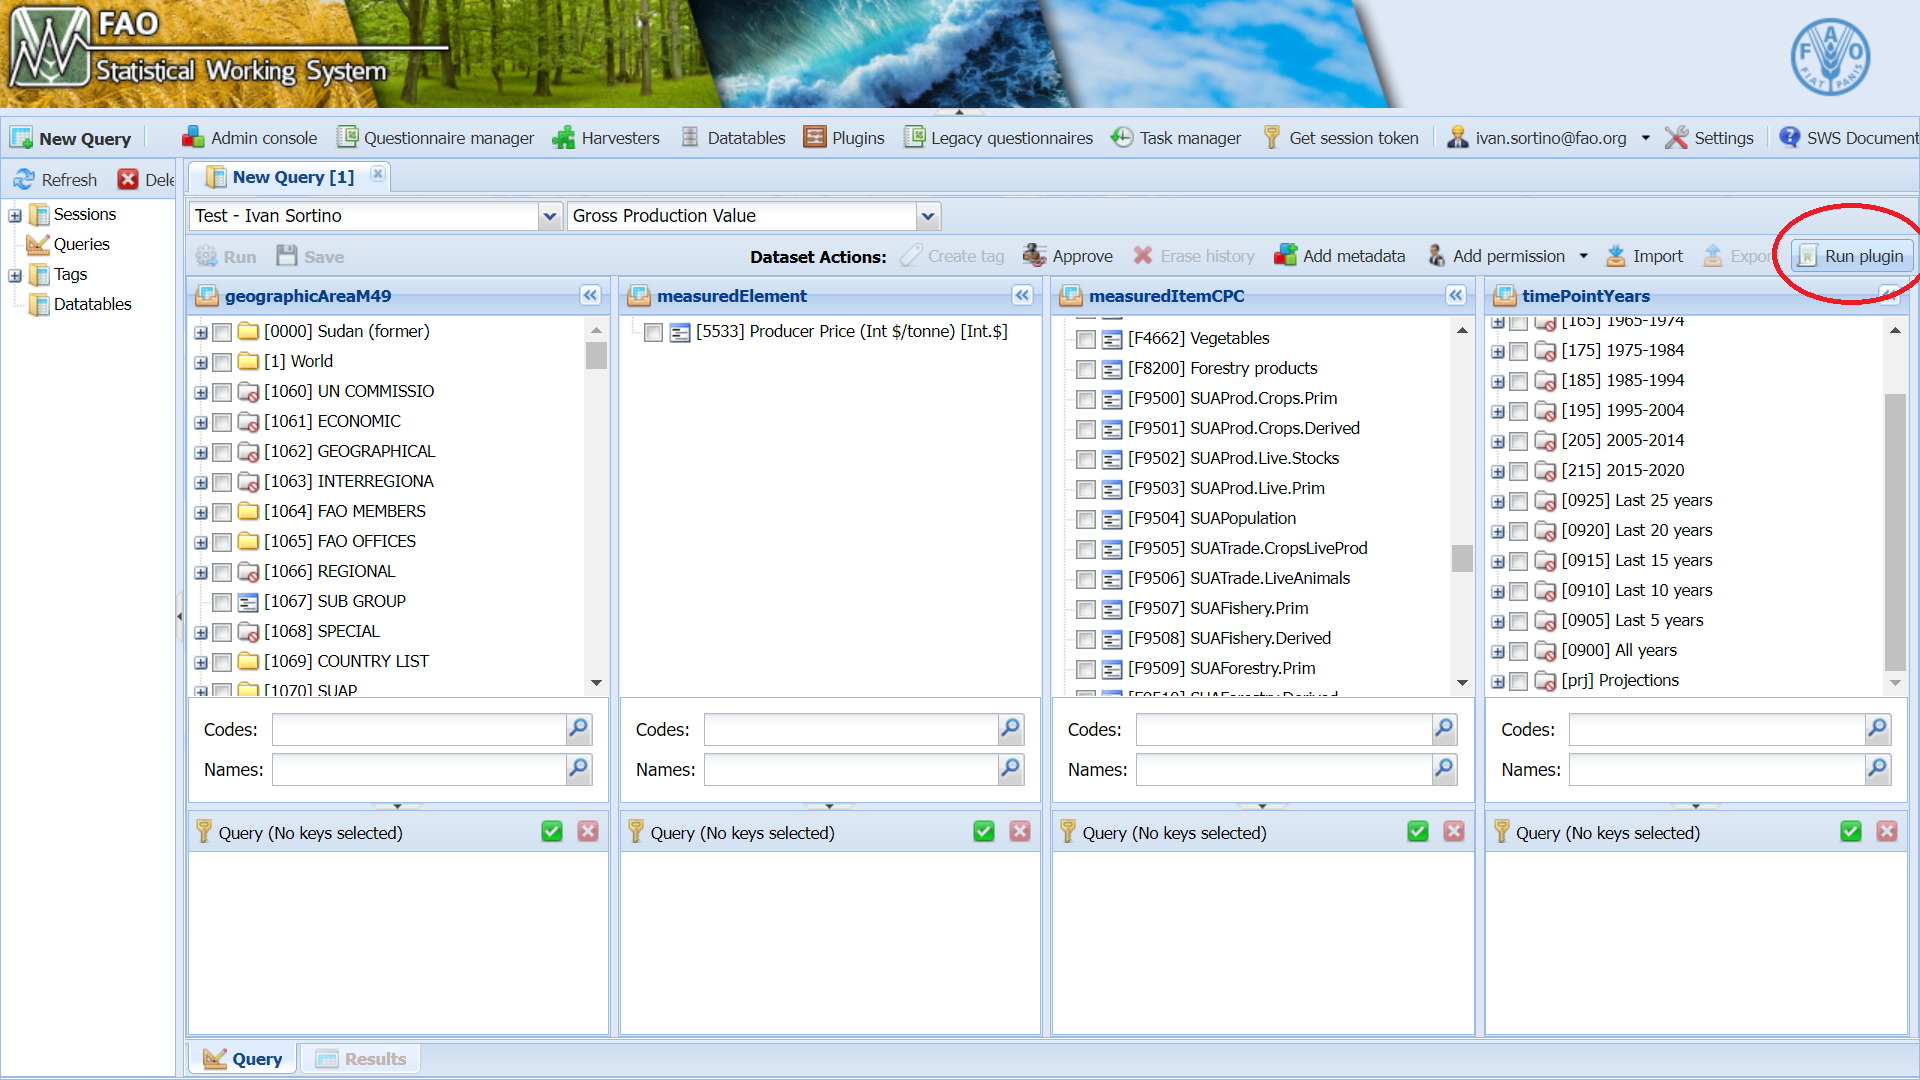 FAO
Statistical Working System
FAO
FIAT PANIS
New Query
Admin console
Questionnaire manager
Harvesters
Datatables
Plugins
Legacy questionnaires
Task manager
Get session token
ivan.sortino@fao.org
Settings
SWS Document
Refresh
Dele
New Query [1]
Sessions
Queries
Tags
Datatables
Test - Ivan Sortino
Gross Production Value
Run
Save
Dataset Actions:
Create tag
Approve
Erase history
Add metadata
Add permission
Import
Expor
Run plugin
geographicAreaM49
[0000] Sudan (former)
[1] World
[1060] UN COMMISSIO
[1061] ECONOMIC
[1062] GEOGRAPHICAL
[1063] INTERREGIONA
[1064] FAO MEMBERS
[1065] FAO OFFICES
[1066] REGIONAL
[1067] SUB GROUP
[1068] SPECIAL
[1069] COUNTRY LIST
[1070] SUAP
Codes:
Names:
Query (No keys selected)
measuredElement
[5533] Producer Price (Int $/tonne) [Int.$]
Codes:
Names:
Query (No keys selected)
measuredItemCPC
[F4662] Vegetables
[F8200] Forestry products
[F9500] SUAProd.Crops.Prim
[F9501] SUAProd.Crops.Derived
[F9502] SUAProd.Live.Stocks
[F9503] SUAProd.Live.Prim
[F9504] SUAPopulation
[F9505] SUATrade.CropsLiveProd
[F9506] SUATrade.LiveAnimals
[F9507] SUAFishery.Prim
[F9508] SUAFishery.Derived
[F9509] SUAForestry.Prim
[F9510] SUAForestry.Derived
Codes:
Names:
Query (No keys selected)
timePointYears
[165] 1965-1974
[175] 1975-1984
[185] 1985-1994
[195] 1995-2004
[205] 2005-2014
[215] 2015-2020
[0925] Last 25 years
[0920] Last 20 years
[0915] Last 15 years
[0910] Last 10 years
[0905] Last 5 years
[0900] All years
[prj] Projections
Codes:
Names:
Query (No keys selected)
Query
Results